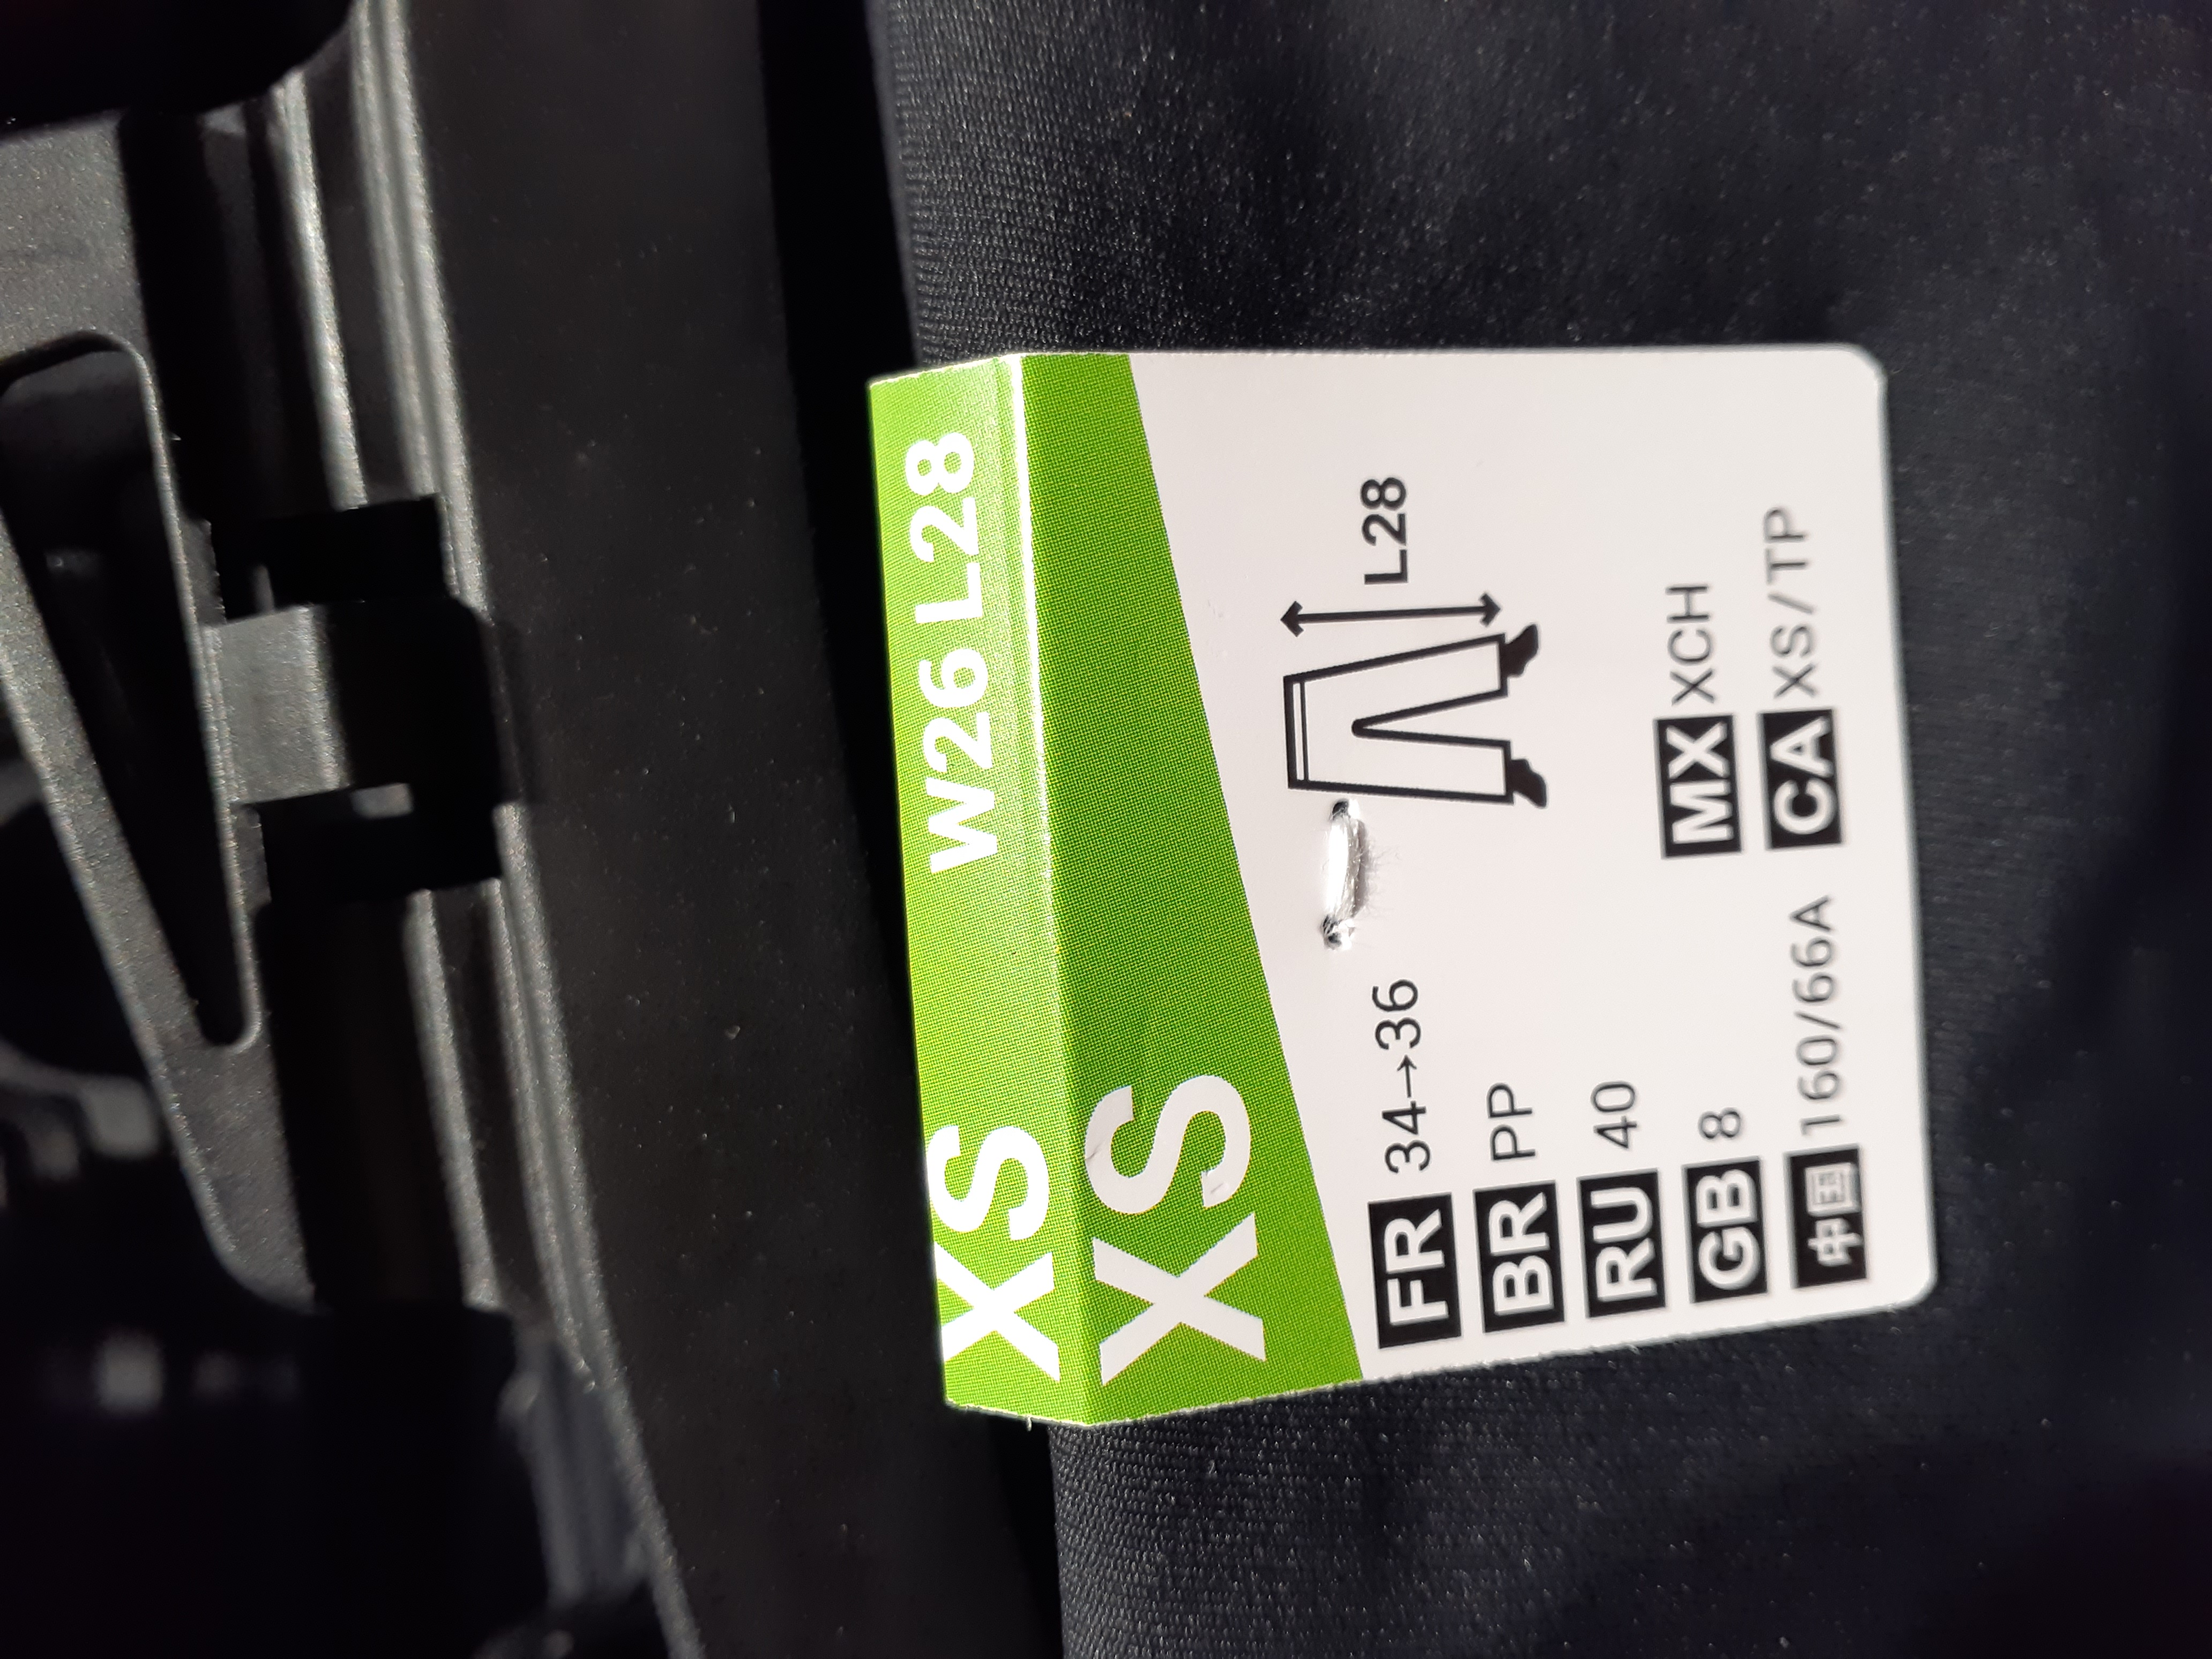 XS W26 L28
XS
L28
FR 34→36
BR PP
RU 40
GB 8
中国 160/66A
MX XCH
CA XS/TP